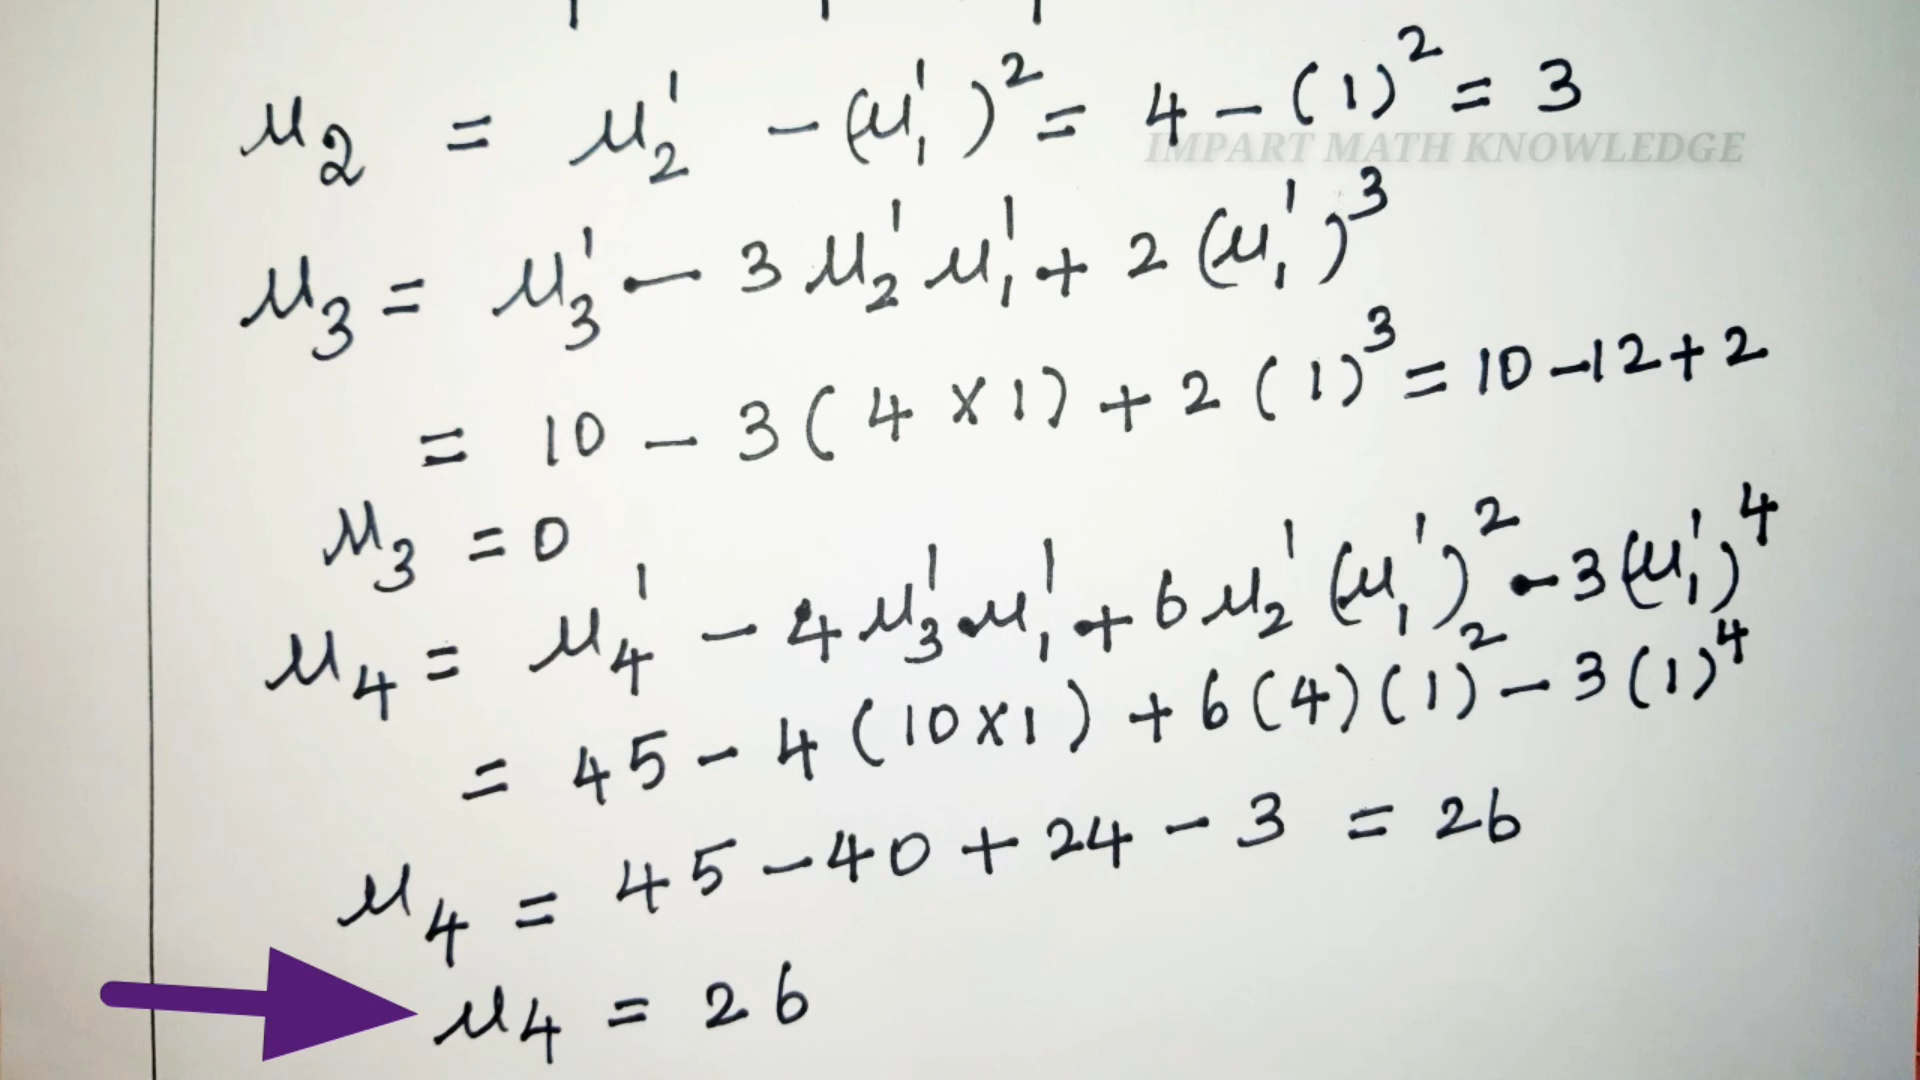 μ₂ = μ₂' - (μ₁')² = 4 - (1)² = 3
IMPART MATH KNOWLEDGE
μ₃ = μ₃' - 3 μ₂' μ₁' + 2 (μ₁')³
= 10 - 3 ( 4 × 1) + 2 ( 1)³ = 10 - 12 + 2
μ₃ = 0
μ₄ = μ₄' - 4 μ₃'.μ₁' + 6 μ₂' (μ₁')² - 3 (μ₁')⁴
= 45 - 4 ( 10 × 1 ) + 6 ( 4 ) ( 1 )² - 3 ( 1 )⁴
μ₄ = 45 - 40 + 24 - 3 = 26
μ₄ = 26